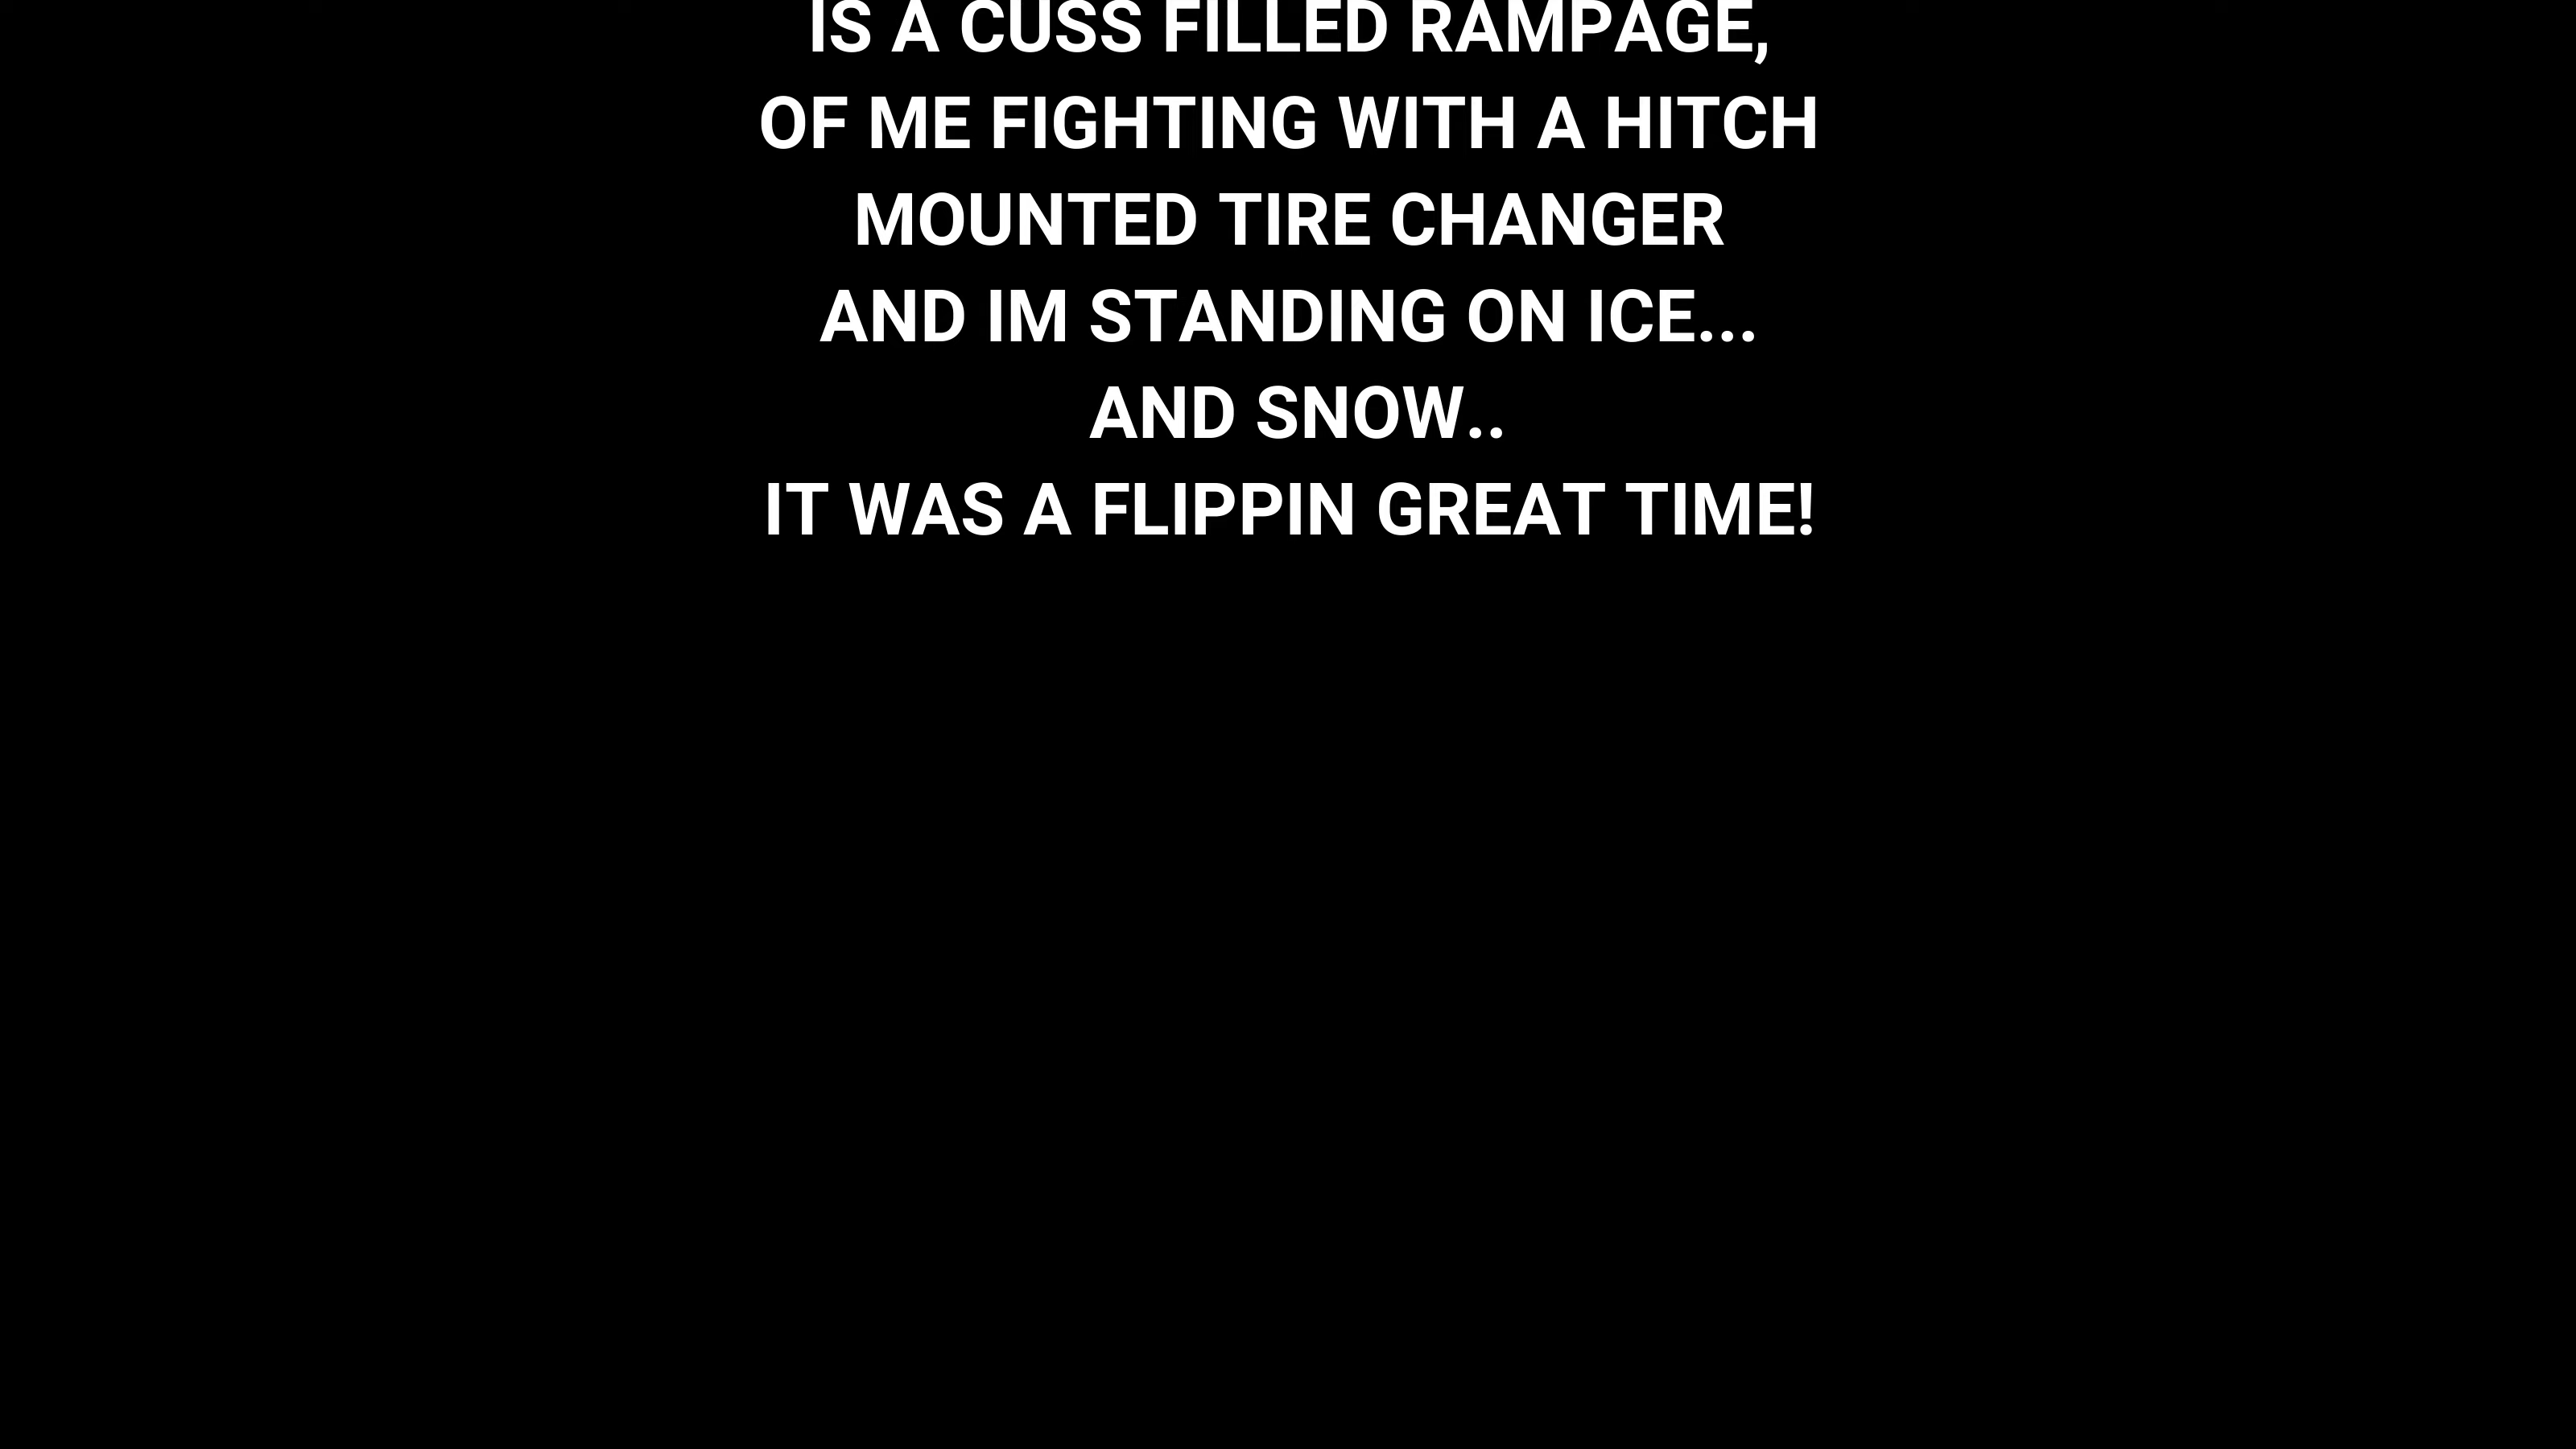 IS A CUSS FILLED RAMPAGE,
OF ME FIGHTING WITH A HITCH
MOUNTED TIRE CHANGER
AND IM STANDING ON ICE...
AND SNOW..
IT WAS A FLIPPIN GREAT TIME!